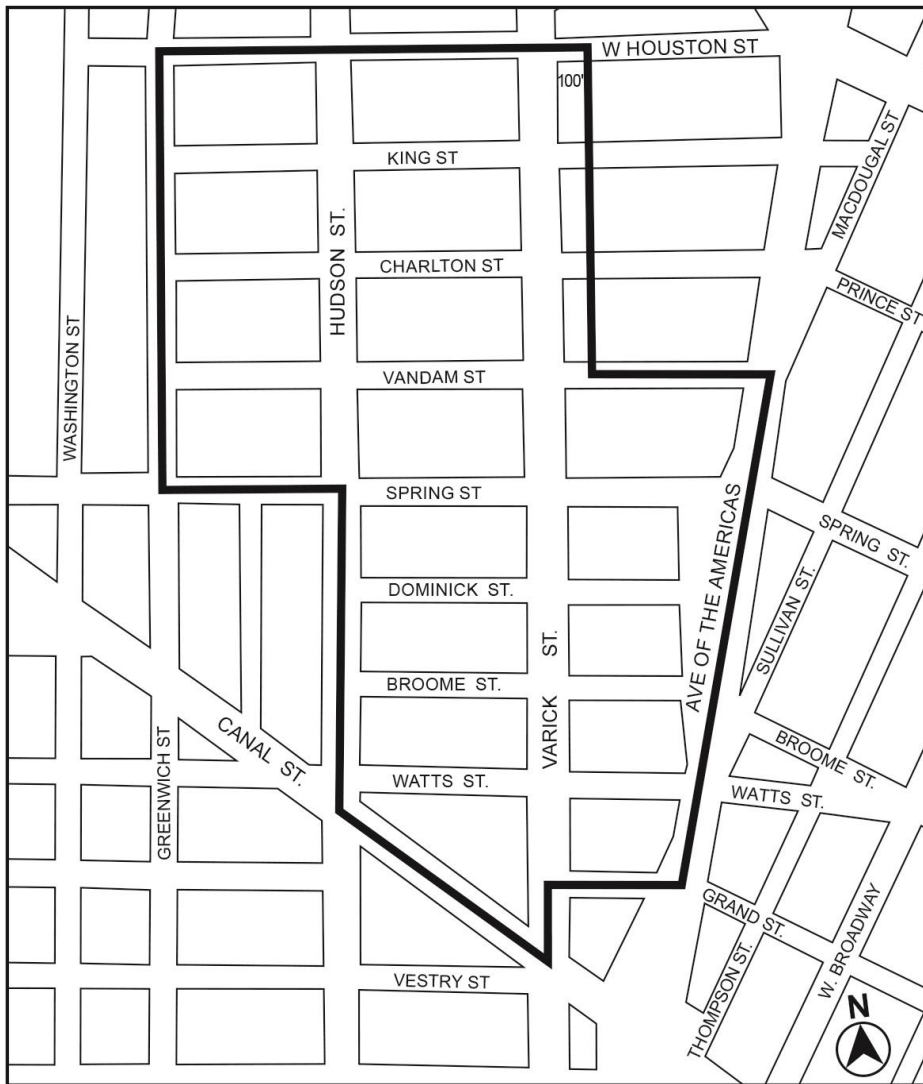 W HOUSTON ST
100'
KING ST
MACDOUGAL ST
HUDSON ST.
CHARLTON ST
PRINCE ST
WASHINGTON ST
VANDAM ST
SPRING ST
AVE OF THE AMERICAS
SPRING ST.
DOMINICK ST.
SULLIVAN ST.
VARICK ST.
BROOME ST.
CANAL ST.
GREENWICH ST
BROOME ST.
WATTS ST.
WATTS ST.
GRAND ST.
W. BROADWAY
THOMPSON ST.
VESTRY ST
N